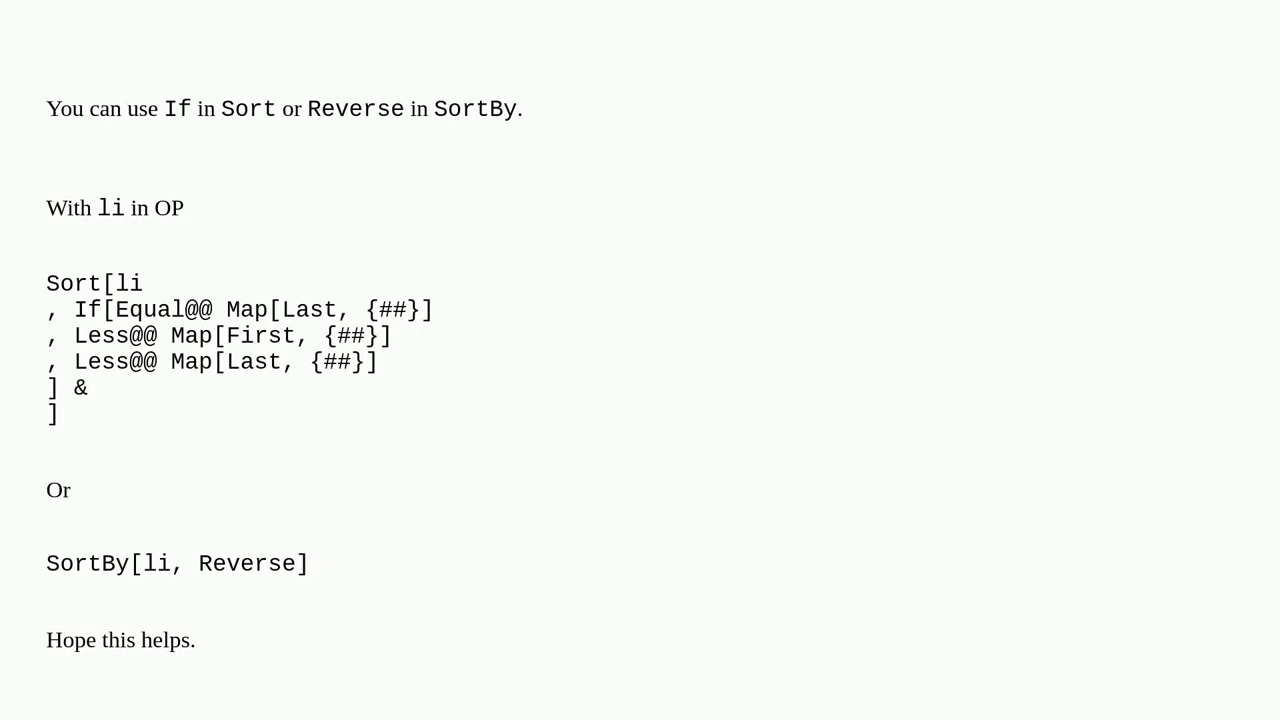 You can use If in Sort or Reverse in SortBy.
With li in OP
Sort[li
, If[Equal@@ Map[Last, {##}]
, Less@@ Map[First, {##}]
, Less@@ Map[Last, {##}]
] &
]
Or
SortBy[li, Reverse]
Hope this helps.